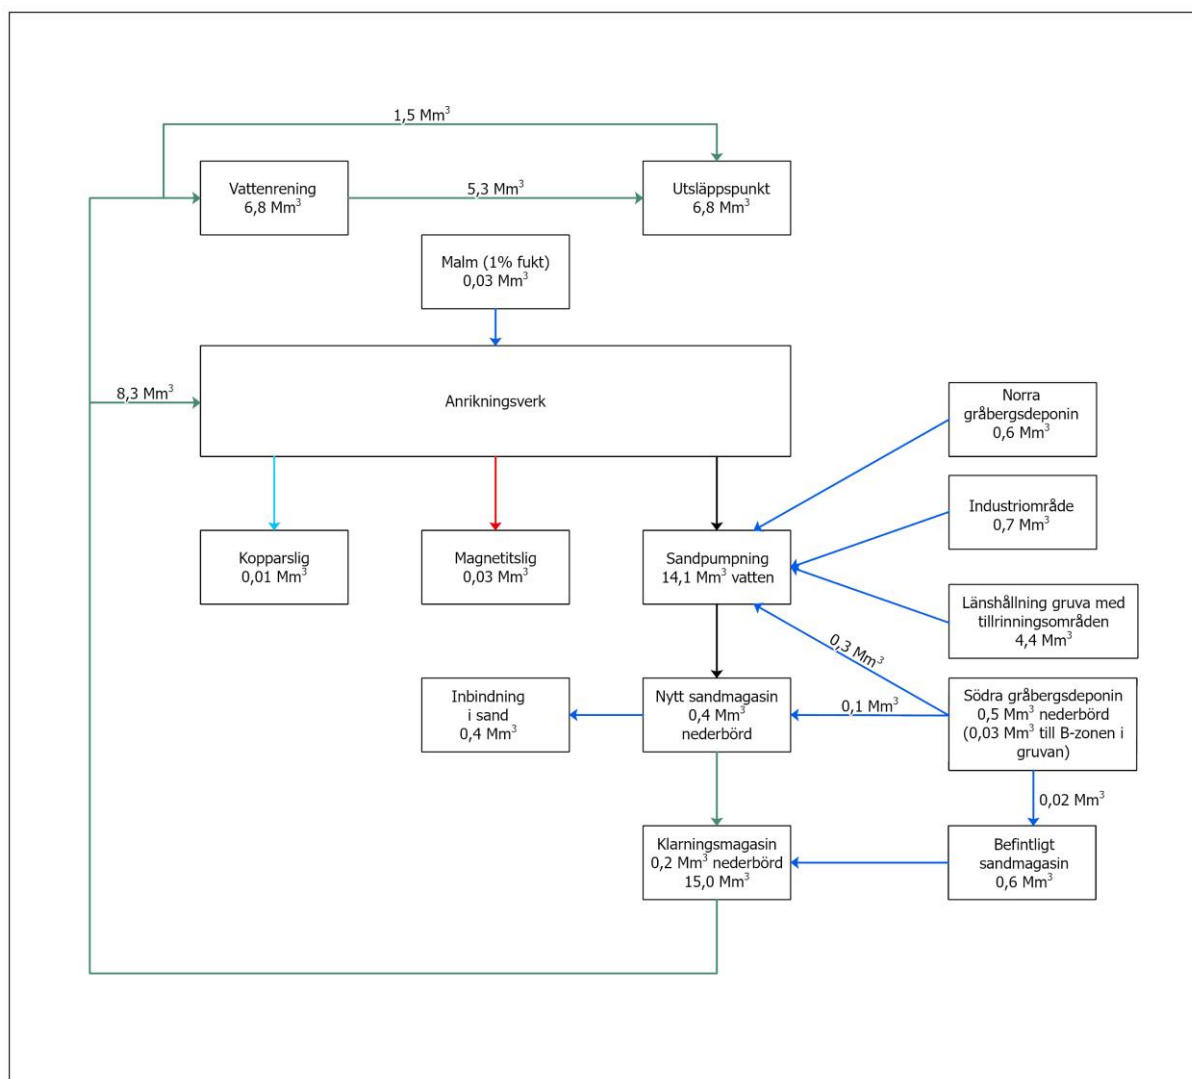 1,5 Mm³
Vattenrening
6,8 Mm³
5,3 Mm³
Utsläppspunkt
6,8 Mm³
Malm (1% fukt)
0,03 Mm³
8,3 Mm³
Anrikningsverk
Norra
gråbergsdeponin
0,6 Mm³
Industriområde
0,7 Mm³
Kopparslig
0,01 Mm³
Magnetitslig
0,03 Mm³
Sandpumpning
14,1 Mm³ vatten
Länshållning gruva med
tillrinningsområden
4,4 Mm³
0,3 Mm³
Inbindning
i sand
0,4 Mm³
Nytt sandmagasin
0,4 Mm³
nederbörd
0,1 Mm³
Södra gråbergsdeponin
0,5 Mm³ nederbörd
(0,03 Mm³ till B-zonen i
gruvan)
0,02 Mm³
Klarningsmagasin
0,2 Mm³ nederbörd
15,0 Mm³
Befintligt
sandmagasin
0,6 Mm³